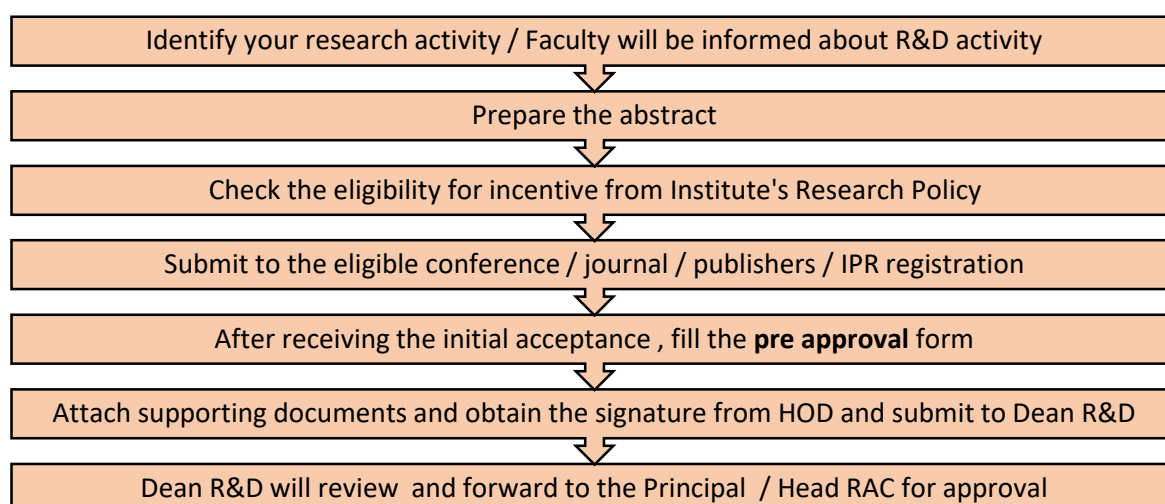 Identify your research activity / Faculty will be informed about R&D activity
Prepare the abstract
Check the eligibility for incentive from Institute's Research Policy
Submit to the eligible conference / journal / publishers / IPR registration
After receiving the initial acceptance , fill the pre approval form
Attach supporting documents and obtain the signature from HOD and submit to Dean R&D
Dean R&D will review and forward to the Principal / Head RAC for approval